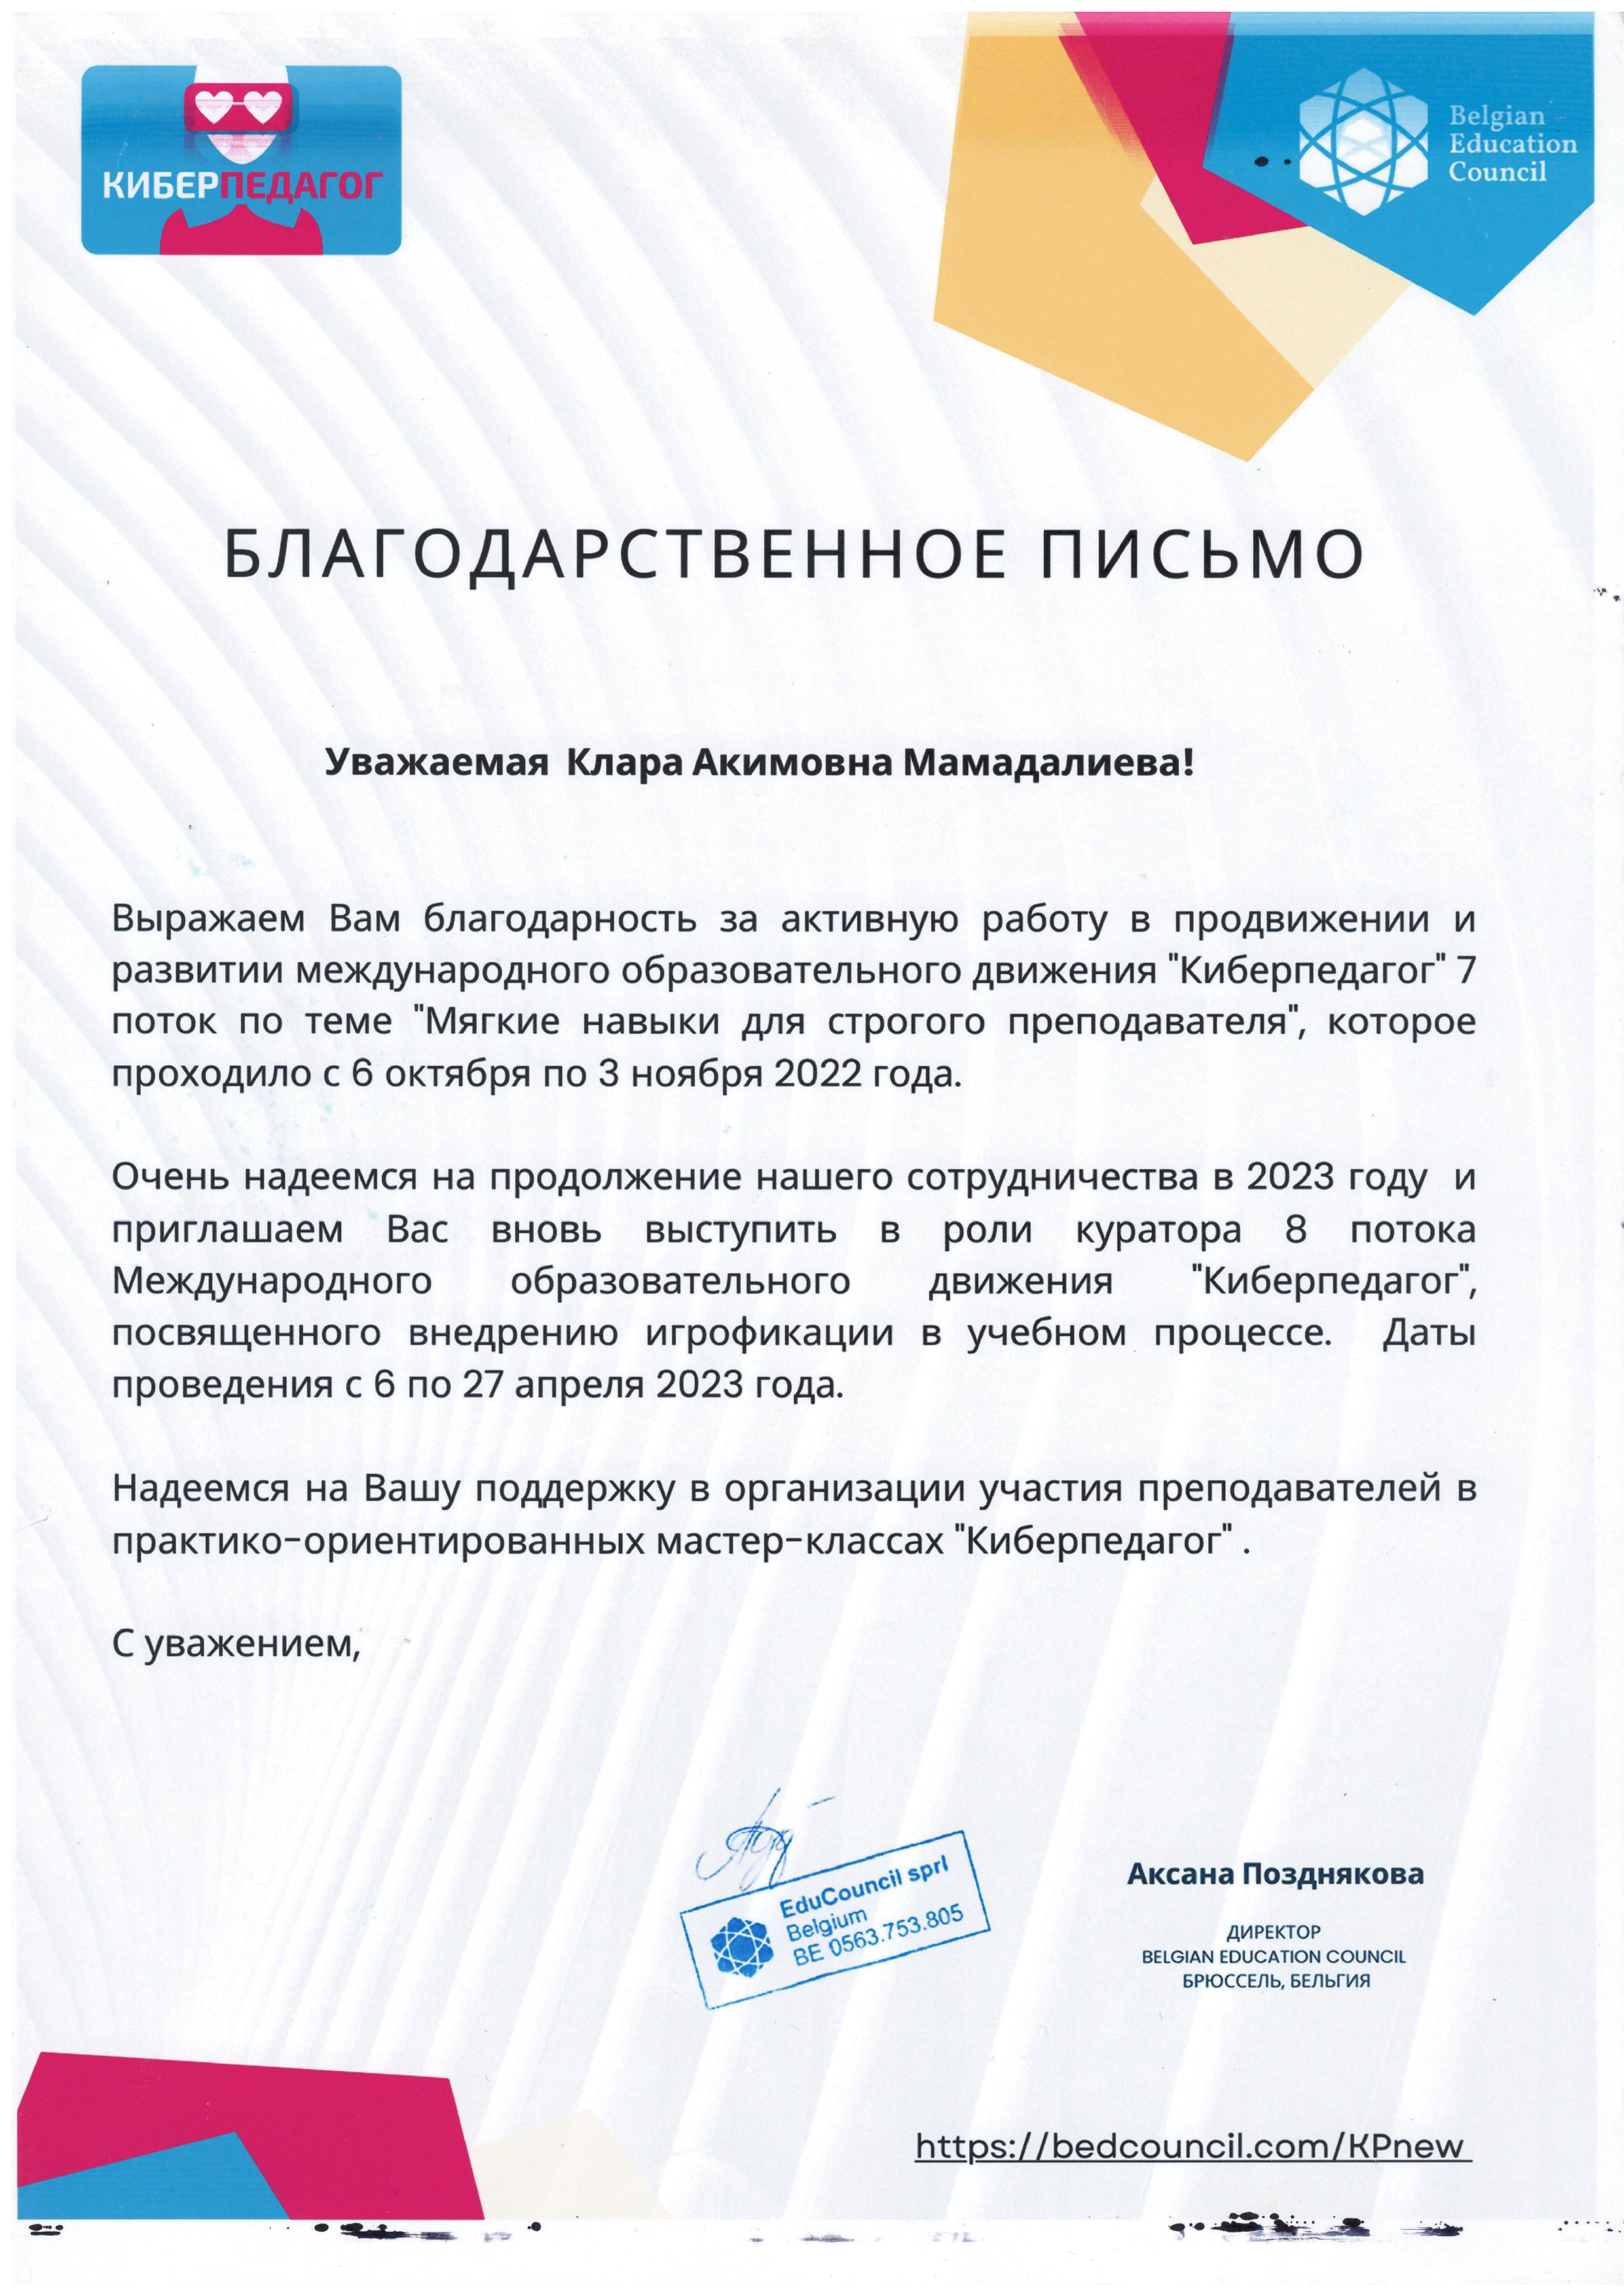 КИБЕРПЕДАГОГ
Belgian
Education
Council
БЛАГОДАРСТВЕННОЕ ПИСЬМО
Уважаемая Клара Акимовна Мамадалиева!
Выражаем Вам благодарность за активную работу в продвижении и
развитии международного образовательного движения "Киберпедагог" 7
поток по теме "Мягкие навыки для строгого преподавателя", которое
проходило с 6 октября по 3 ноября 2022 года.
Очень надеемся на продолжение нашего сотрудничества в 2023 году и
приглашаем Вас вновь выступить в роли куратора 8 потока
Международного образовательного движения "Киберпедагог",
посвященного внедрению игрофикации в учебном процессе. Даты
проведения с 6 по 27 апреля 2023 года.
Надеемся на Вашу поддержку в организации участия преподавателей в
практико-ориентированных мастер-классах "Киберпедагог" .
С уважением,
EduCouncil sprl
Belgium
BE 0563.753.805
Аксана Позднякова
ДИРЕКТОР
BELGIAN EDUCATION COUNCIL
БРЮССЕЛЬ, БЕЛЬГИЯ
https://bedcouncil.com/KPnew